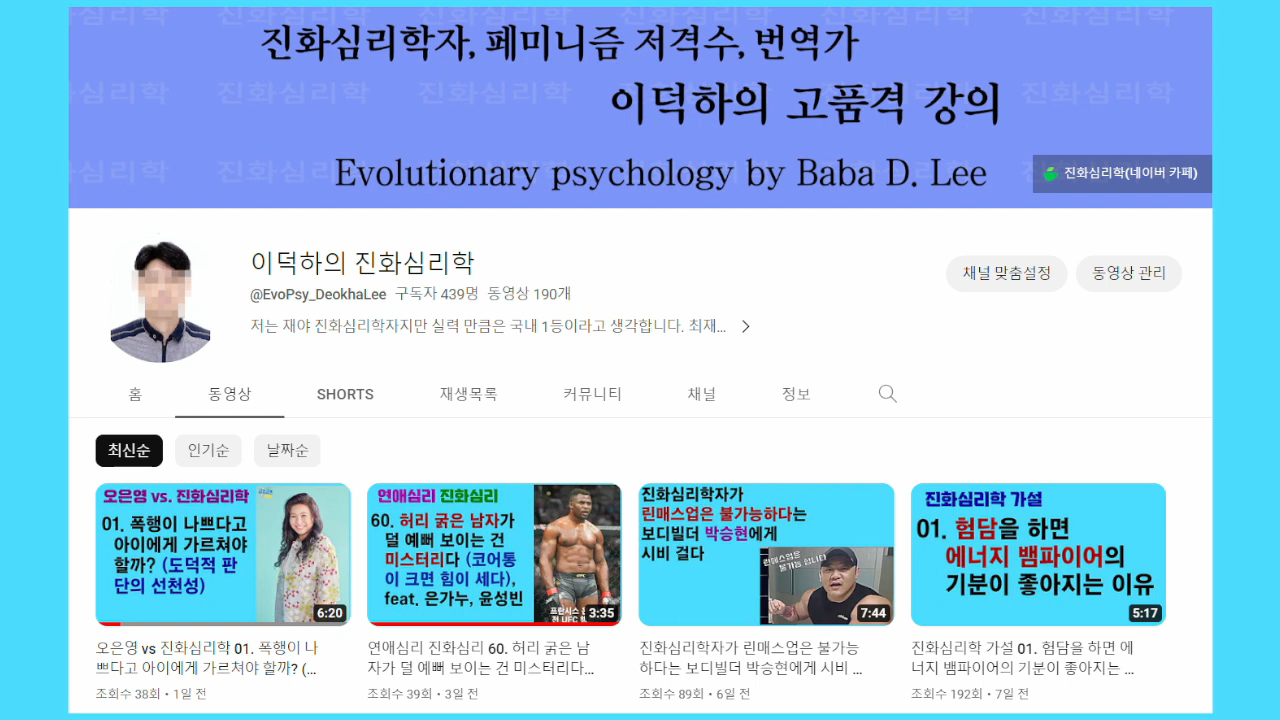 진화심리학자, 페미니즘 저격수, 번역가
이덕하의 고품격 강의
Evolutionary psychology by Baba D. Lee
진화심리학(네이버 카페)
이덕하의 진화심리학
@EvoPsy_DeokhaLee 구독자 439명 동영상 190개
저는 재야 진화심리학자지만 실력 만큼은 국내 1등이라고 생각합니다. 최재...
채널 맞춤설정
동영상 관리
홈 동영상 SHORTS 재생목록 커뮤니티 채널 정보
최신순 인기순 날짜순
오은영 vs. 진화심리학
01. 폭행이 나쁘다고
아이에게 가르쳐야
할까? (도덕적 판
단의 선천성)
6:20
연애심리 진화심리
60. 허리 굵은 남자가
덜 예뻐 보이는 건
미스터리다 (코어통
이 크면 힘이 세다),
feat. 은가누, 윤성빈
3:35
진화심리학자가
린매스업은 불가능하다는
보디빌더 박승현에게
시비 걸다
린매스업은
불가능 합니다
7:44
진화심리학 가설
01. 험담을 하면
에너지 뱀파이어의
기분이 좋아지는 이유
5:17
오은영 vs 진화심리학 01. 폭행이 나
쁘다고 아이에게 가르쳐야 할까? (...
조회수 38회 • 1일 전
연애심리 진화심리 60. 허리 굵은 남
자가 덜 예뻐 보이는 건 미스터리다...
조회수 39회 • 3일 전
진화심리학자가 린매스업은 불가능
하다는 보디빌더 박승현에게 시비 ...
조회수 89회 • 6일 전
진화심리학 가설 01. 험담을 하면 에
너지 뱀파이어의 기분이 좋아지는 ...
조회수 192회 • 7일 전